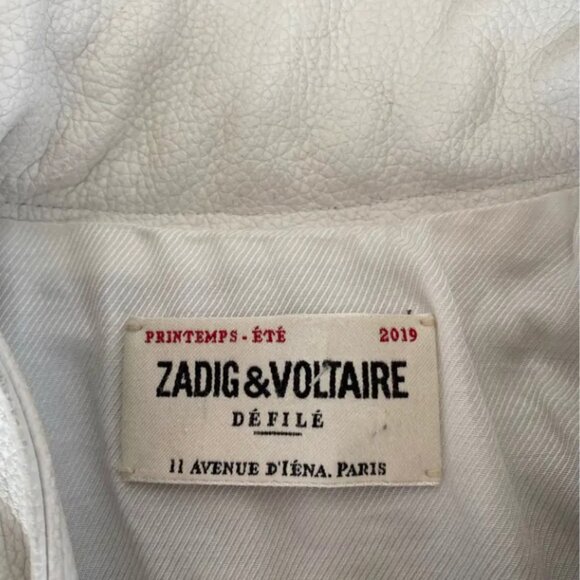 PRINTEMPS - ÉTÉ 2019
ZADIG & VOLTAIRE
DÉFILÉ
11 AVENUE D'IÉNA. PARIS